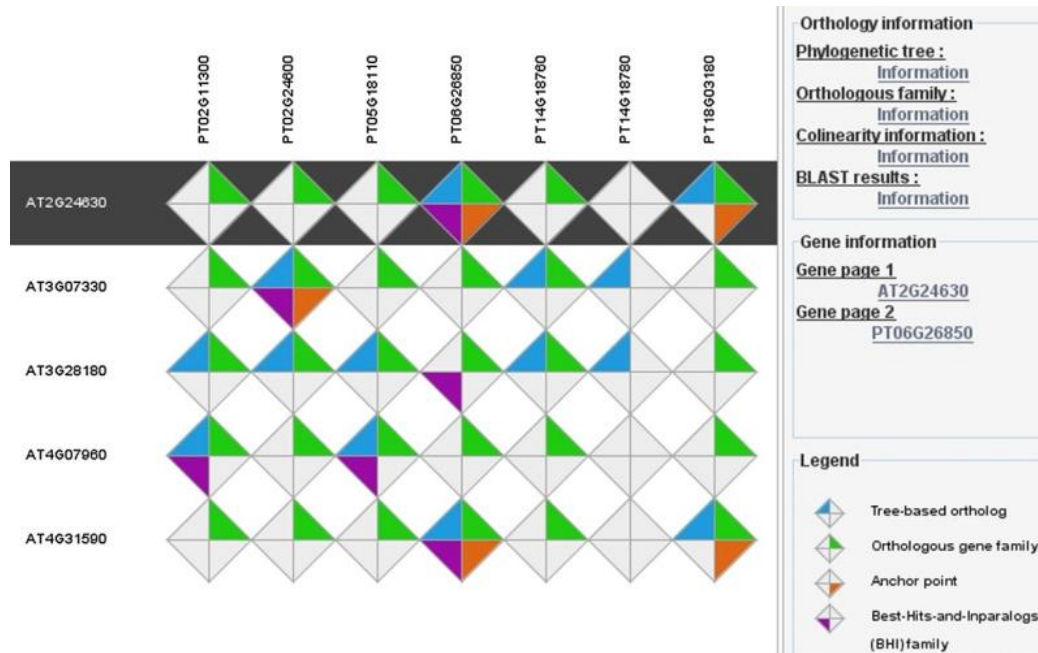 PT02G11300
PT02G24600
PT05G18110
PT06G26850
PT14G18760
PT14G18780
PT18G03180
AT2G24630
AT3G07330
AT3G28180
AT4G07960
AT4G31590
Orthology information
Phylogenetic tree :
Information
Orthologous family :
Information
Colinearity information :
Information
BLAST results :
Information
Gene information
Gene page 1
AT2G24630
Gene page 2
PT06G26850
Legend
Tree-based ortholog
Orthologous gene family
Anchor point
Best-Hits-and-Inparalogs
(BHI)family